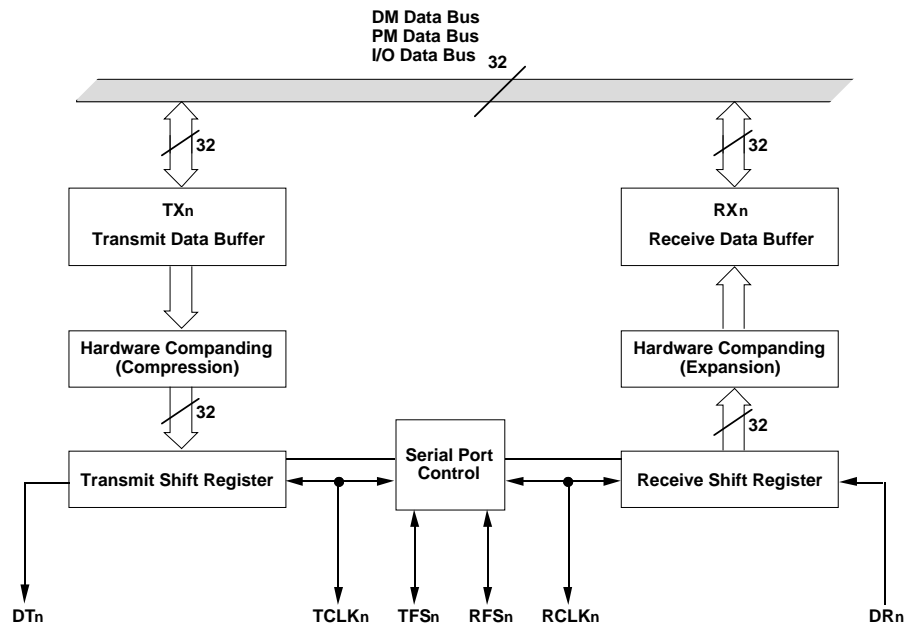 DM Data Bus
PM Data Bus
I/O Data Bus
32
32
32
TXn
Transmit Data Buffer
RXn
Receive Data Buffer
Hardware Companding
(Compression)
Hardware Companding
(Expansion)
32
32
Serial Port
Control
Transmit Shift Register
Receive Shift Register
DTn
TCLKn
TFSn
RFSn
RCLKn
DRn